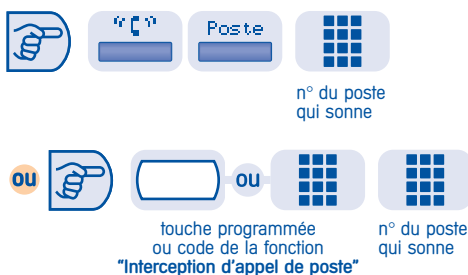 Poste
n° du poste
qui sonne
ou
ou
touche programmée
ou code de la fonction
"Interception d'appel de poste"
n° du poste
qui sonne